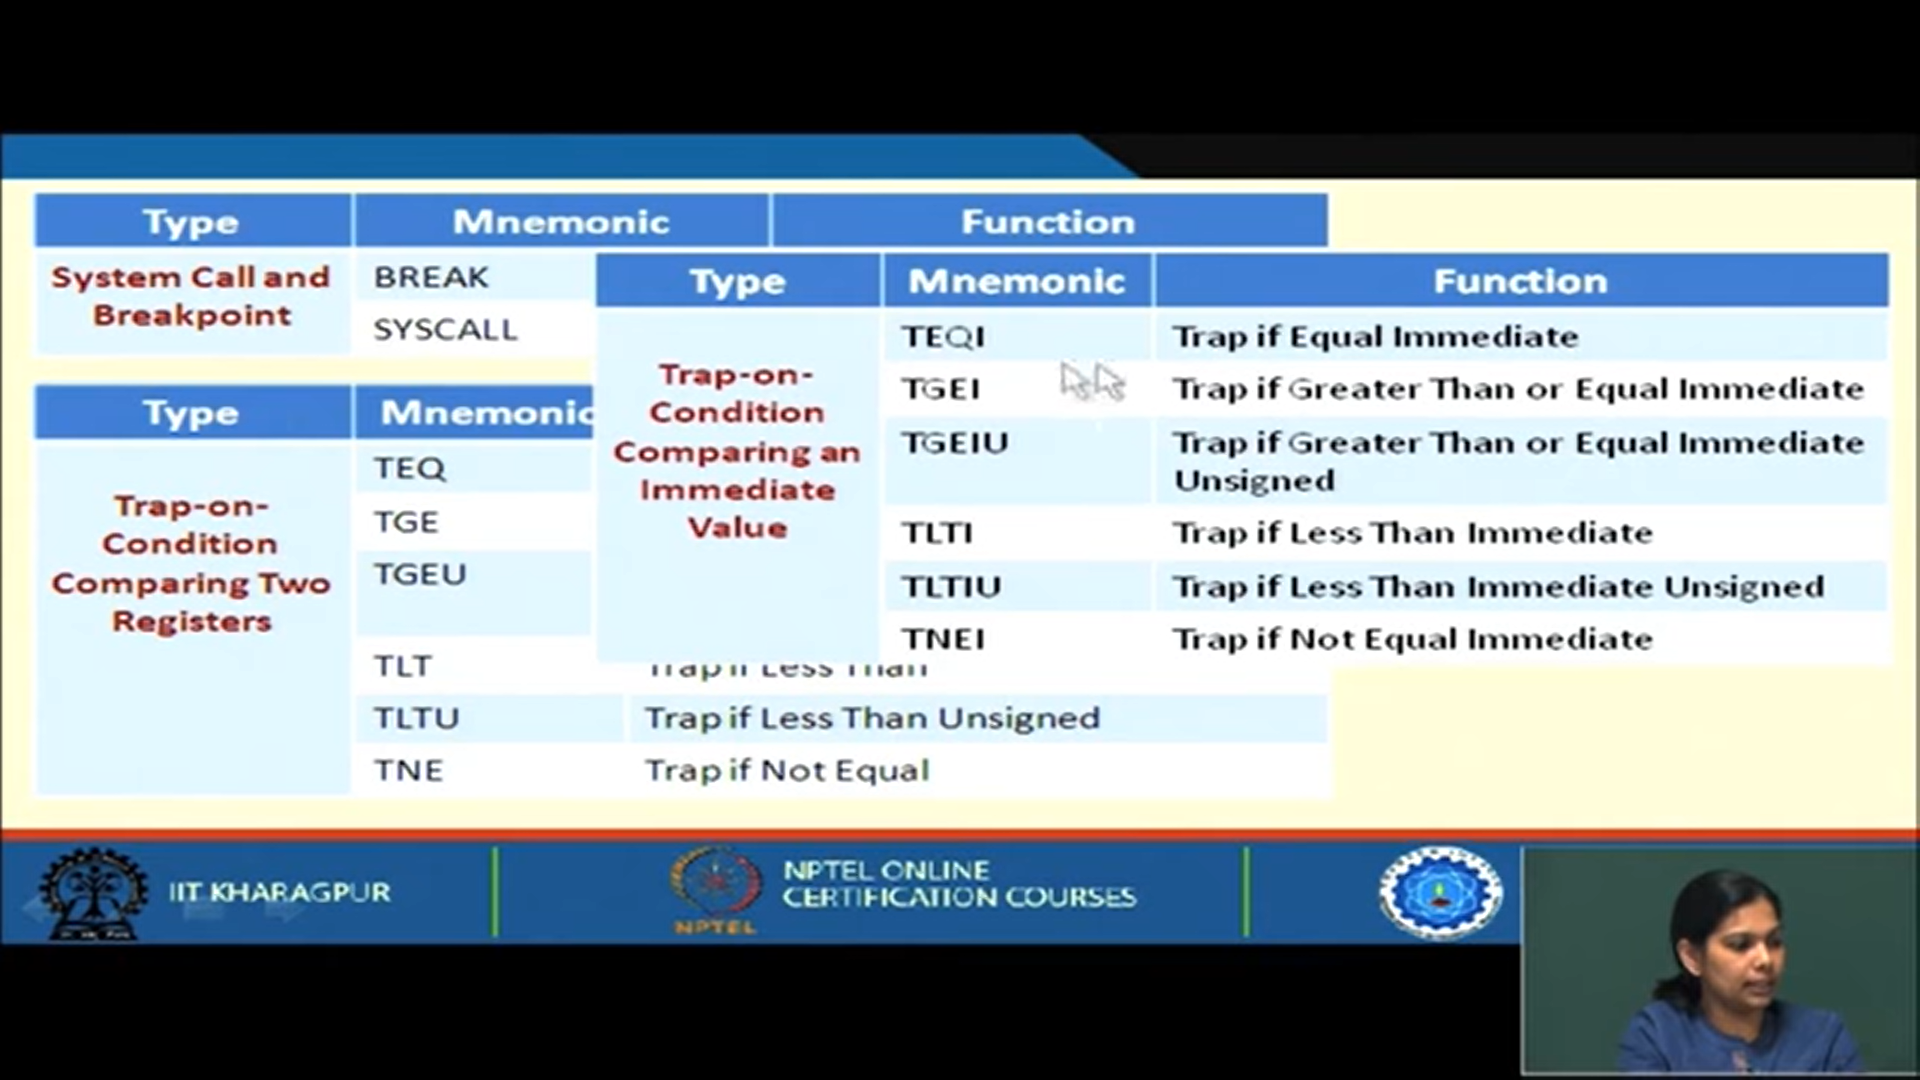 Type Mnemonic Function
System Call and
Breakpoint
BREAK
SYSCALL
Type Mnemonic
Trap-on-
Condition
Comparing Two
Registers
TEQ
TGE
TGEU
TLT Trap if Less Than
TLTU Trap if Less Than Unsigned
TNE Trap if Not Equal
Type Mnemonic Function
Trap-on-
Condition
Comparing an
Immediate
Value
TEQI Trap if Equal Immediate
TGEI Trap if Greater Than or Equal Immediate
TGEIU Trap if Greater Than or Equal Immediate
Unsigned
TLTI Trap if Less Than Immediate
TLTIU Trap if Less Than Immediate Unsigned
TNEI Trap if Not Equal Immediate
IIT KHARAGPUR
NPTEL
NPTEL ONLINE
CERTIFICATION COURSES